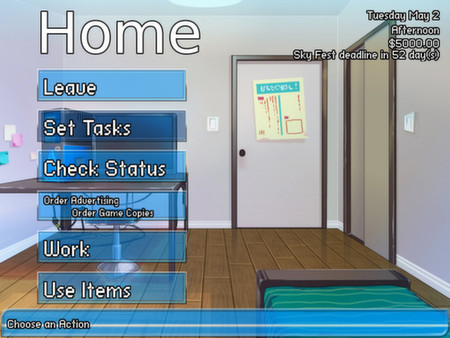 Home
Tuesday May 2
Afternoon
$5000.00
Sky Fest deadline in 52 day(s)
Leave
Set Tasks
Check Status
Order Advertising
Order Game Copies
Work
Use Items
Choose an Action